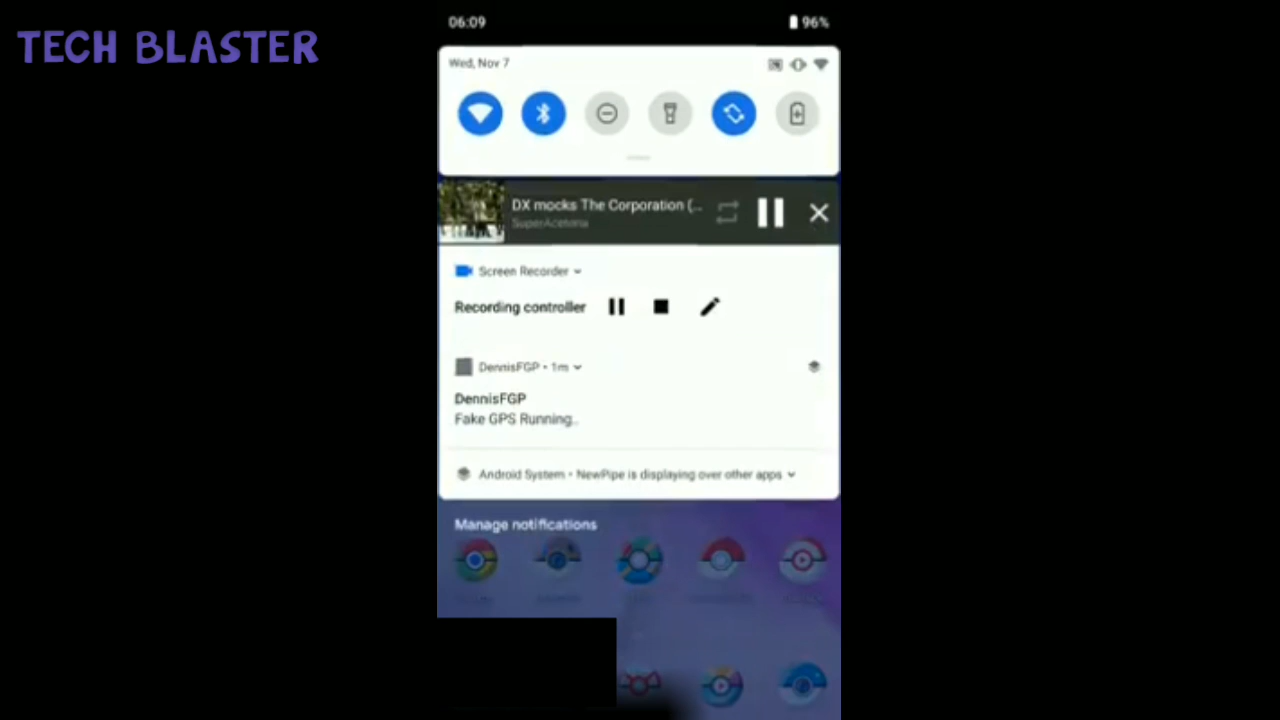 TECH BLASTER
06:09
96%
Wed, Nov 7
DX mocks The Corporation (...
SuperAcetona
Screen Recorder
Recording controller
DennisFGP • 1m
DennisFGP
Fake GPS Running..
Android System • NewPipe is displaying over other apps
Manage notifications